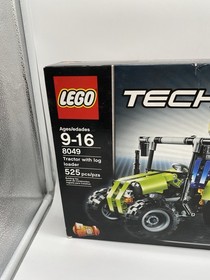 LEGO
TECH
Ages/edades
9-16
8049
Tractor with log
loader
525 pcs/pzs